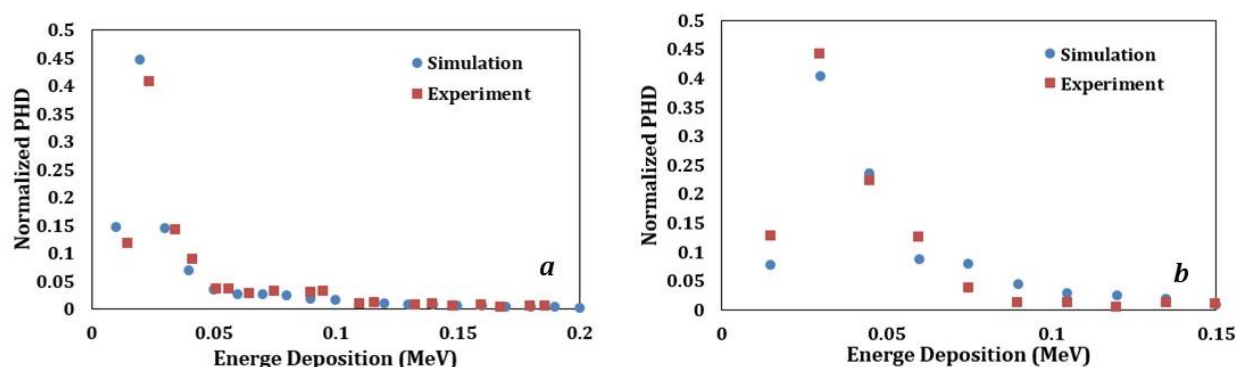 0.5
0.45
0.4
0.35
0.3
0.25
0.2
0.15
0.1
0.05
0
Normalized PHD
Simulation
Experiment
a
0 0.05 0.1 0.15 0.2
Energe Deposition (MeV)
0.5
0.45
0.4
0.35
0.3
0.25
0.2
0.15
0.1
0.05
0
Normalized PHD
Simulation
Experiment
b
0 0.05 0.1 0.15
Energe Deposition (MeV)